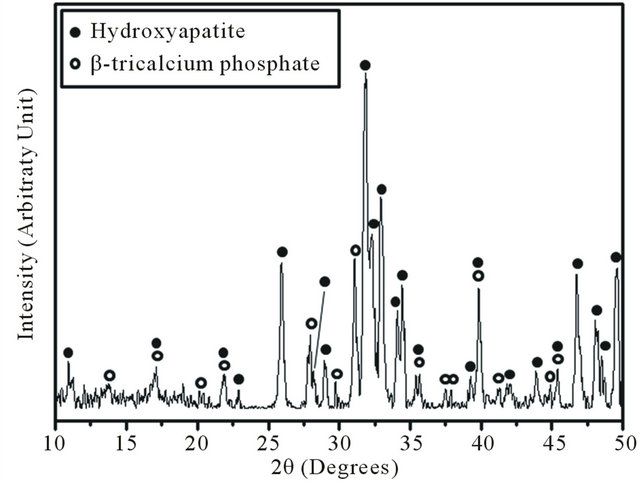 Hydroxyapatite
β-tricalcium phosphate
Intensity (Arbitraty Unit)
10 15 20 25 30 35 40 45 50
2θ (Degrees)